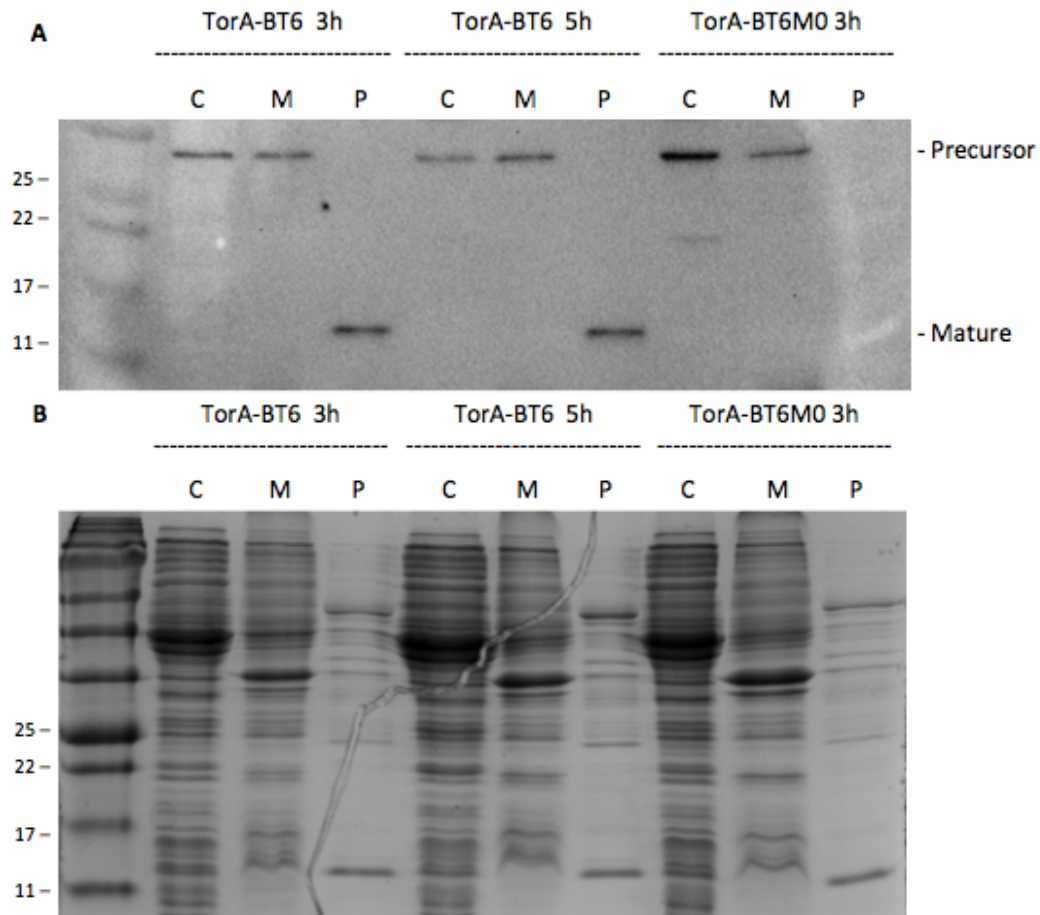 A TorA-BT6 3h TorA-BT6 5h TorA-BT6M0 3h
C M P C M P C M P
- Precursor
25 –
22 –
17 –
11 –
- Mature
B TorA-BT6 3h TorA-BT6 5h TorA-BT6M0 3h
C M P C M P C M P
25 –
22 –
17 –
11 –